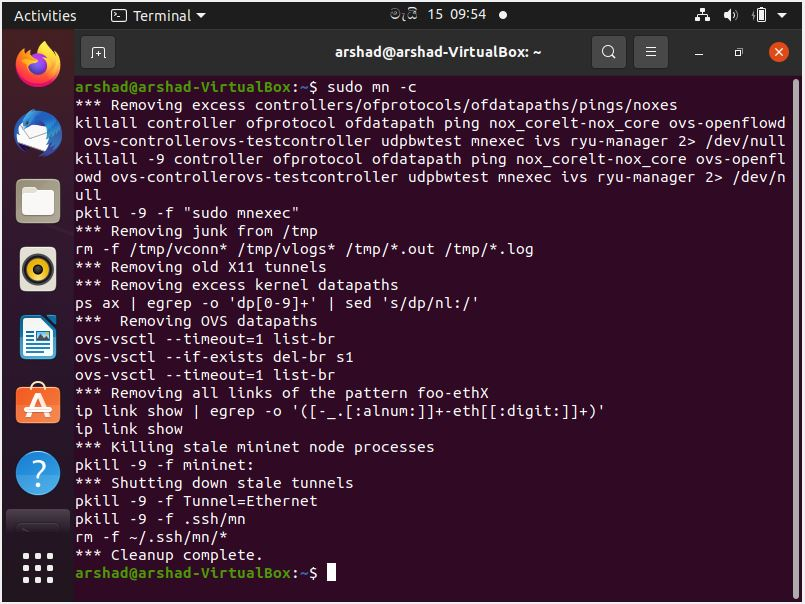 Activities
Terminal
මැයි 15 09:54
arshad@arshad-VirtualBox: ~
arshad@arshad-VirtualBox:~$ sudo mn -c
*** Removing excess controllers/ofprotocols/ofdatapaths/pings/noxes
killall controller ofprotocol ofdatapath ping nox_corelt-nox_core ovs-openflowd
 ovs-controllerovs-testcontroller udpbwtest mnexec ivs ryu-manager 2> /dev/null
killall -9 controller ofprotocol ofdatapath ping nox_corelt-nox_core ovs-openfl
owd ovs-controllerovs-testcontroller udpbwtest mnexec ivs ryu-manager 2> /dev/n
ull
pkill -9 -f "sudo mnexec"
*** Removing junk from /tmp
rm -f /tmp/vconn* /tmp/vlogs* /tmp/*.out /tmp/*.log
*** Removing old X11 tunnels
*** Removing excess kernel datapaths
ps ax | egrep -o 'dp[0-9]+' | sed 's/dp/nl:/'
***  Removing OVS datapaths
ovs-vsctl --timeout=1 list-br
ovs-vsctl --if-exists del-br s1
ovs-vsctl --timeout=1 list-br
*** Removing all links of the pattern foo-ethX
ip link show | egrep -o '([-_.[:alnum:]]+-eth[[:digit:]]+)'
ip link show
*** Killing stale mininet node processes
pkill -9 -f mininet:
*** Shutting down stale tunnels
pkill -9 -f Tunnel=Ethernet
pkill -9 -f .ssh/mn
rm -f ~/.ssh/mn/*
*** Cleanup complete.
arshad@arshad-VirtualBox:~$